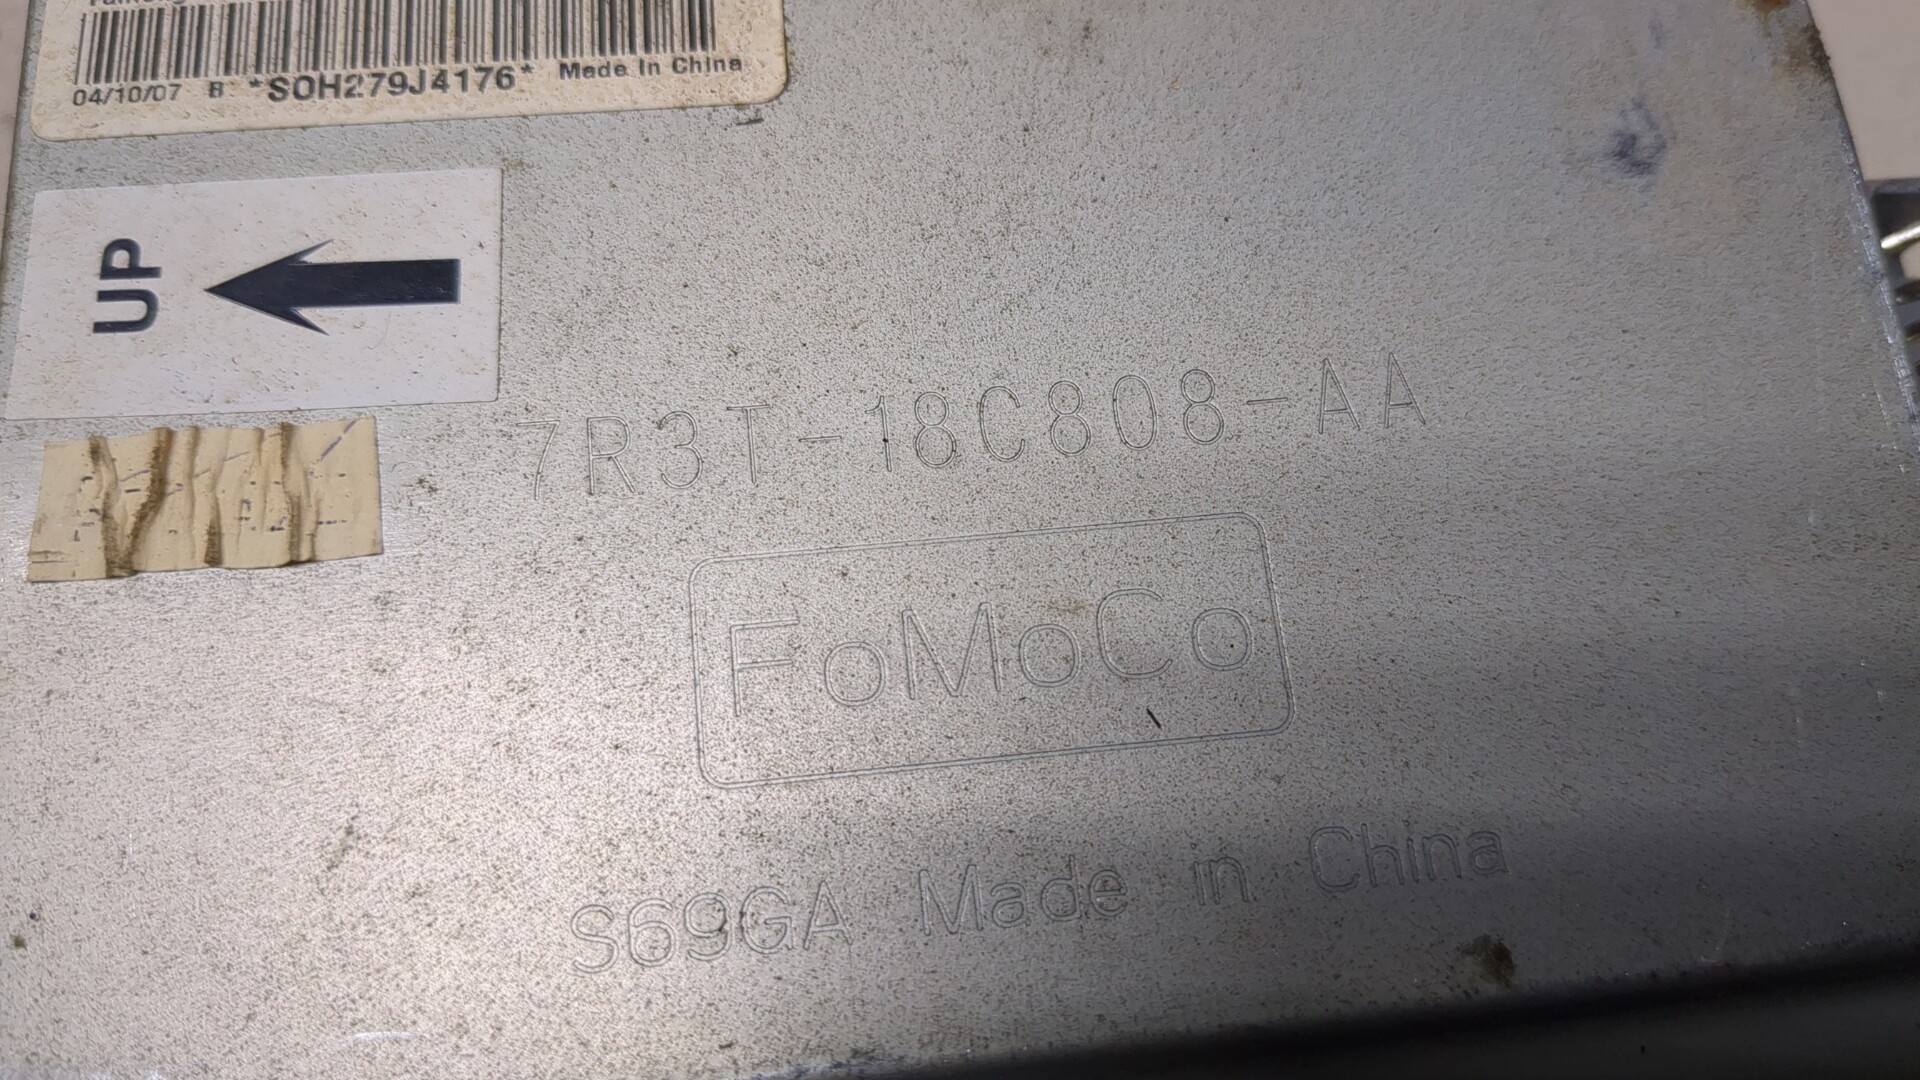 04/10/07 B: *SOH279J4176* Made In China
UP
7R3T-18C808-AA
FoMoCo
S69GA Made in China